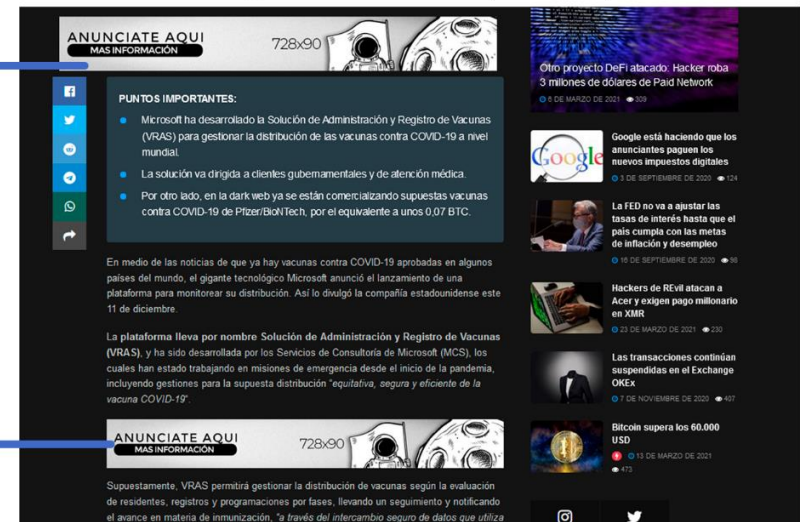 ANUNCIATE AQUI
MAS INFORMACIÓN
728x90
PUNTOS IMPORTANTES:
Microsoft ha desarrollado la Solución de Administración y Registro de Vacunas
(VRAS) para gestionar la distribución de las vacunas contra COVID-19 a nivel
mundial.
La solución va dirigida a clientes gubernamentales y de atención médica.
Por otro lado, en la dark web ya se están comercializando supuestas vacunas
contra COVID-19 de Pfizer/BioNTech, por el equivalente a unos 0,07 BTC.
En medio de las noticias de que ya hay vacunas contra COVID-19 aprobadas en algunos
países del mundo, el gigante tecnológico Microsoft anunció el lanzamiento de una
plataforma para monitorear su distribución. Así lo divulgó la compañía estadounidense este
11 de diciembre.
La plataforma lleva por nombre Solución de Administración y Registro de Vacunas
(VRAS), y ha sido desarrollada por los Servicios de Consultoría de Microsoft (MCS), los
cuales han estado trabajando en misiones de emergencia desde el inicio de la pandemia,
incluyendo gestiones para la supuesta distribución "equitativa, segura y eficiente de la
vacuna COVID-19".
ANUNCIATE AQUI
MAS INFORMACIÓN
728x90
Supuestamente, VRAS permitirá gestionar la distribución de vacunas según la evaluación
de residentes, registros y programaciones por fases, llevando un seguimiento y notificando
el avance en materia de inmunización, "a través del intercambio seguro de datos que utiliza
Otro proyecto DeFi atacado: Hacker roba
3 millones de dólares de Paid Network
6 DE MARZO DE 2021 309
Google
Google está haciendo que los
anunciantes paguen los
nuevos impuestos digitales
3 DE SEPTIEMBRE DE 2020 124
La FED no va a ajustar las
tasas de interés hasta que el
país cumpla con las metas
de inflación y desempleo
16 DE SEPTIEMBRE DE 2020 98
Hackers de REvil atacan a
Acer y exigen pago millonario
en XMR
23 DE MARZO DE 2021 230
Las transacciones continúan
suspendidas en el Exchange
OKEx
7 DE NOVIEMBRE DE 2020 407
Bitcoin supera los 60.000
USD
13 DE MARZO DE 2021
473